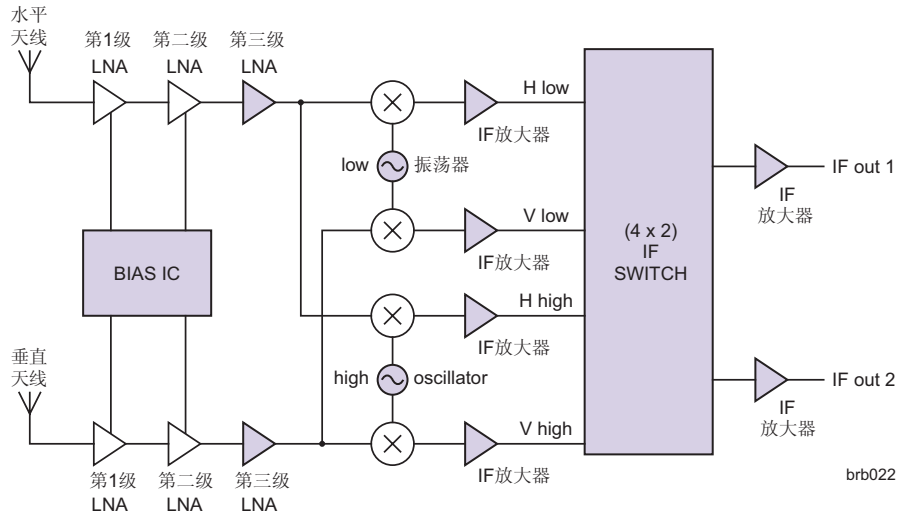 水平
天线
第1级
LNA
第二级
LNA
第三级
LNA
H low
IF放大器
low
振荡器
IF out 1
IF
放大器
V low
IF放大器
(4 x 2)
IF
SWITCH
BIAS IC
H high
IF放大器
垂直
天线
high
oscillator
IF out 2
IF
放大器
V high
IF放大器
第1级
LNA
第二级
LNA
第三级
LNA
brb022